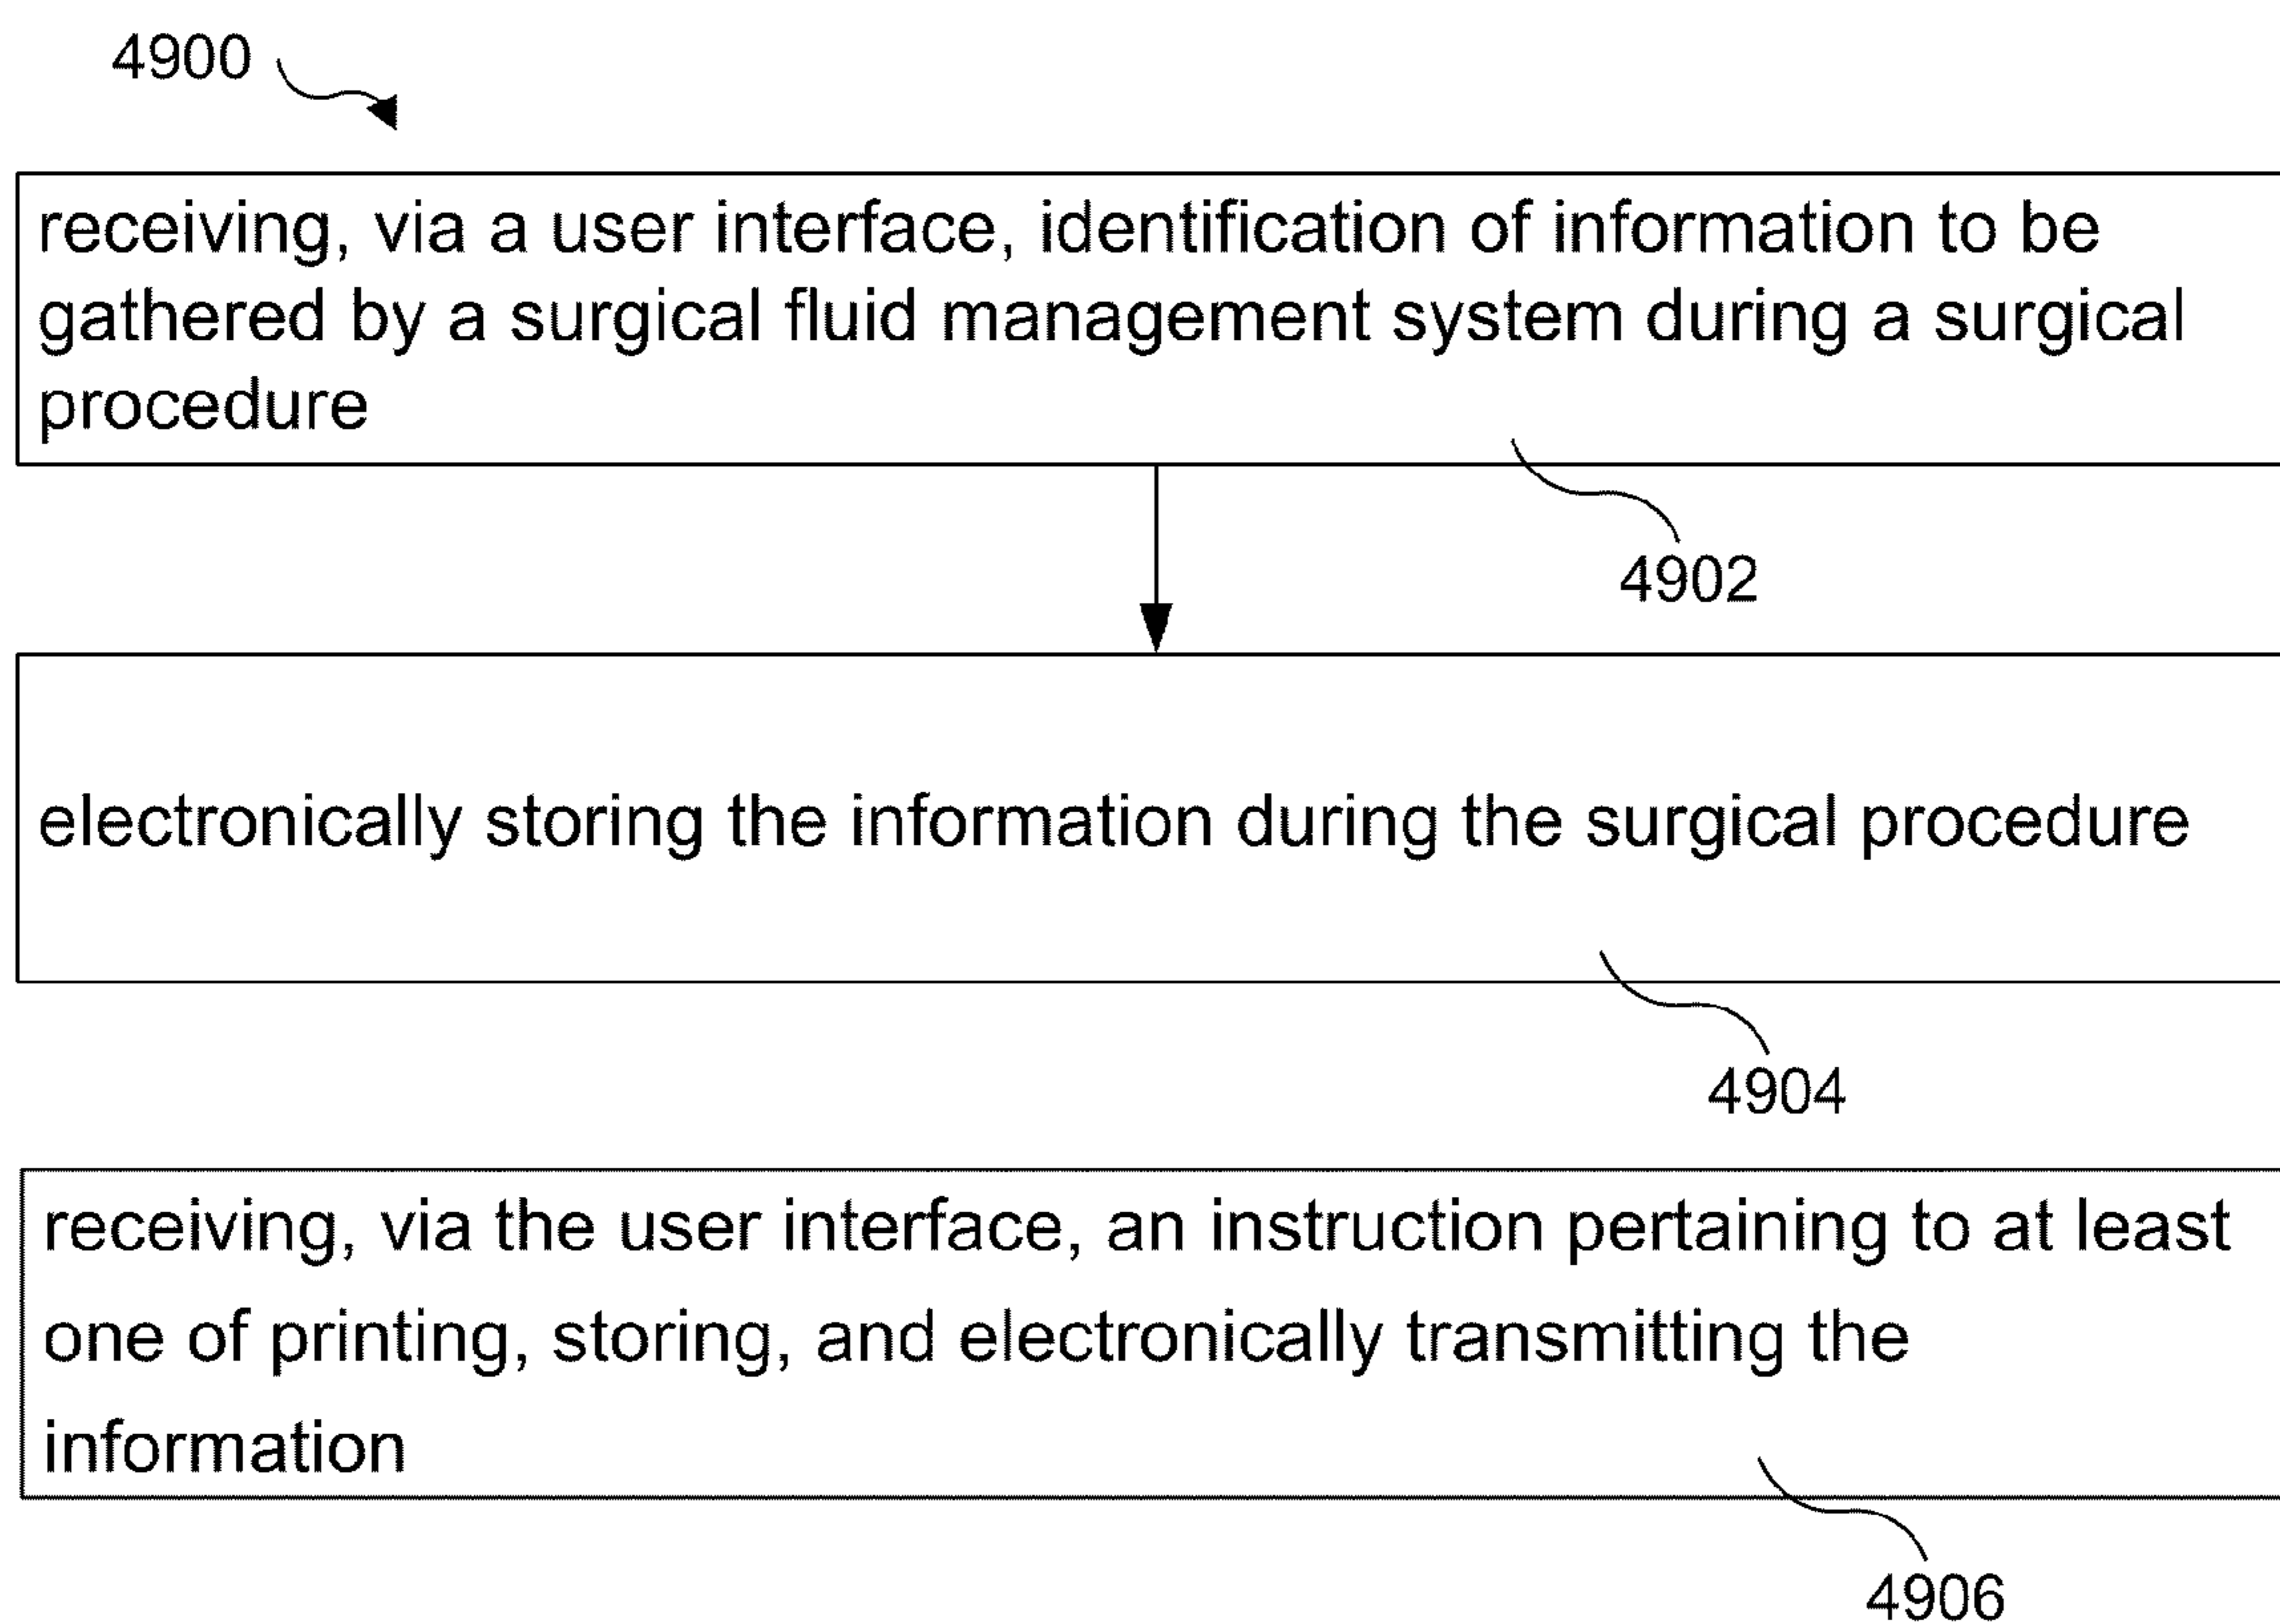 4900
receiving, via a user interface, identification of information to be
gathered by a surgical fluid management system during a surgical
procedure
4902
electronically storing the information during the surgical procedure
4904
receiving, via the user interface, an instruction pertaining to at least
one of printing, storing, and electronically transmitting the
information
4906